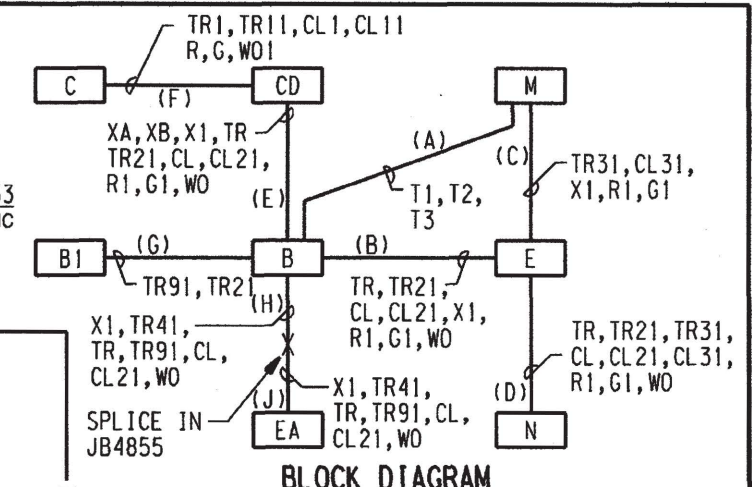 TR1,TR11,CL1,CL11
R,G,WO1
C
CD
M
(F)
XA,XB,X1,TR
TR21,CL,CL21,
R1,G1,WO
(A)
(C)
TR31,CL31,
X1,R1,G1
T1,T2,
T3
(E)
(G)
B1
B
(B)
E
TR91,TR21
(H)
TR,TR21,
CL,CL21,X1,
R1,G1,WO
X1,TR41,
TR,TR91,CL,
CL21,WO
TR,TR21,TR31,
CL,CL21,CL31,
R1,G1,WO
(D)
X1,TR41,
TR,TR91,CL,
CL21,WO
(J)
SPLICE IN
JB4855
EA
N
BLOCK DIAGRAM